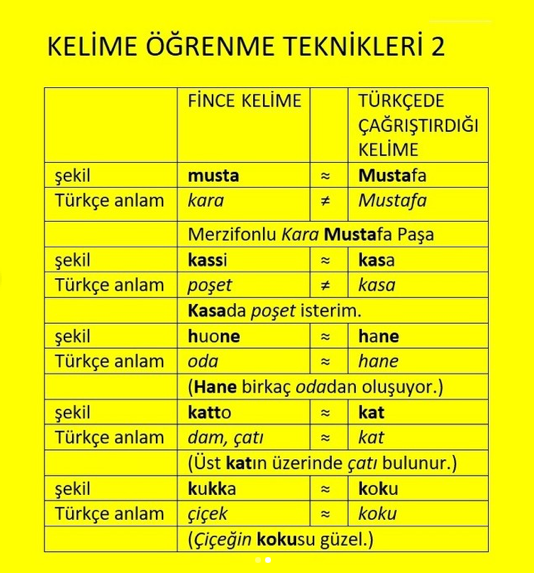 KELİME ÖĞRENME TEKNİKLERİ 2
FİNCE KELİME TÜRKÇEDE
ÇAĞRIŞTIRDIĞI
KELİME
şekil musta ≈ Mustafa
Türkçe anlam kara ≠ Mustafa
Merzifonlu Kara Mustafa Paşa
şekil kassi ≈ kasa
Türkçe anlam poşet ≠ kasa
Kasada poşet isterim.
şekil huone ≈ hane
Türkçe anlam oda ≈ hane
(Hane birkaç odadan oluşuyor.)
şekil katto ≈ kat
Türkçe anlam dam, çatı ≈ kat
(Üst katın üzerinde çatı bulunur.)
şekil kukka ≈ koku
Türkçe anlam çiçek ≈ koku
(Çiçeğin kokusu güzel.)